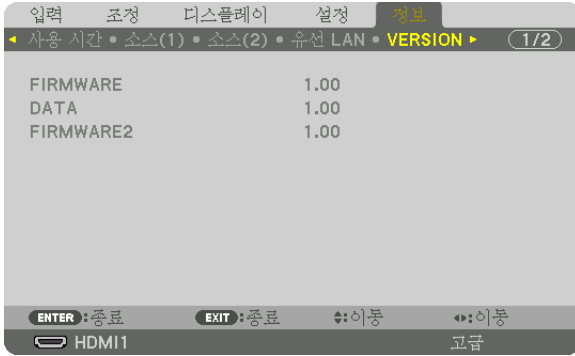 입력 조정 디스플레이 설정 정보
사용 시간 • 소스(1) • 소스(2) • 유선 LAN • VERSION 1/2
FIRMWARE 1.00
DATA 1.00
FIRMWARE2 1.00
ENTER :종료 EXIT :종료 :이동 :이동
HDMI1 고급